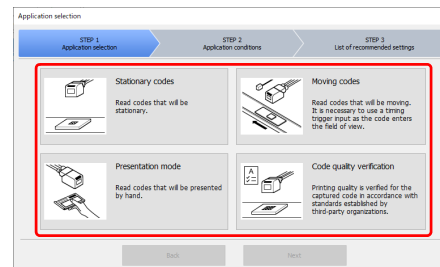 Application selection
STEP 1
Application selection
STEP 2
Application conditions
STEP 3
List of recommended settings
Stationary codes
Read codes that will be
stationary.
Moving codes
Read codes that will be moving.
It is necessary to use a timing
trigger input as the code enters
the field of view.
Presentation mode
Read codes that will be presented
by hand.
A
Code quality verification
Printing quality is verified for the
captured code in accordance with
standards established by
third-party organizations.
Back
Next